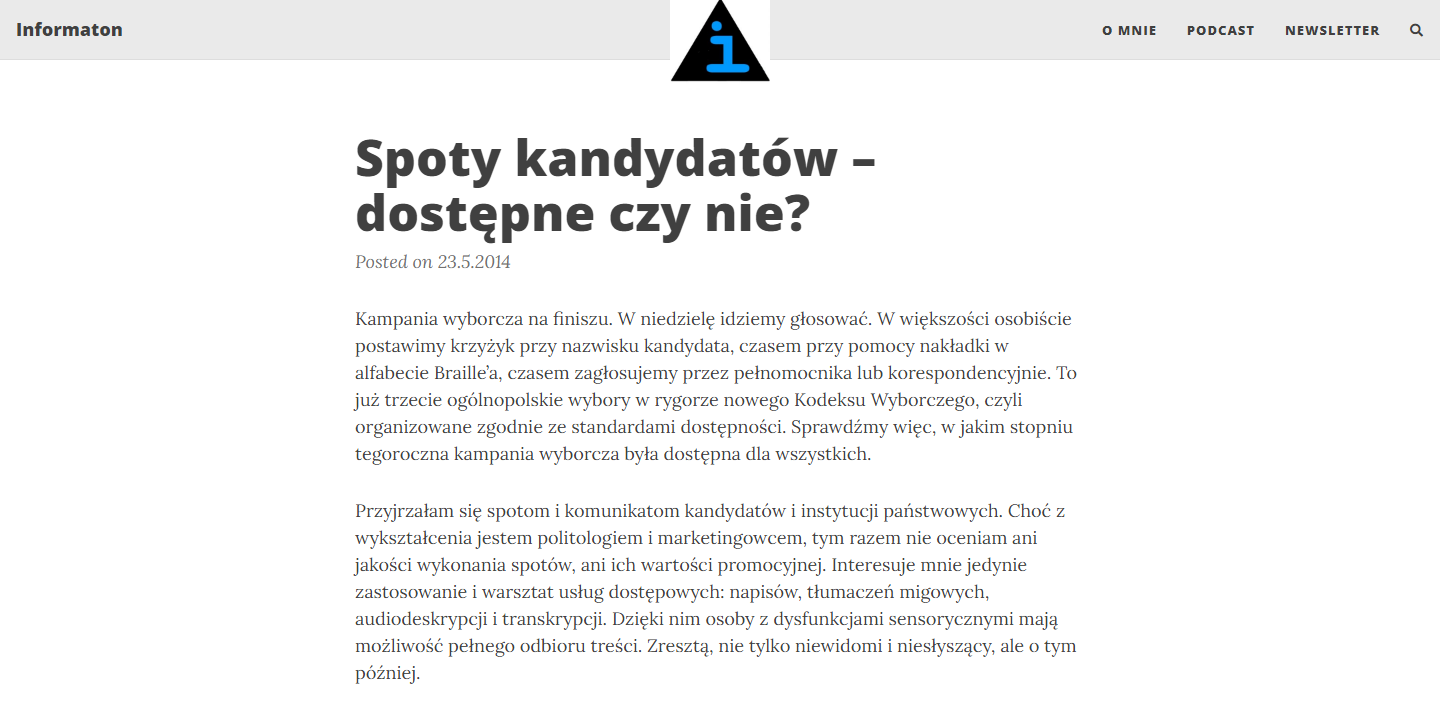 Informaton
i
O MNIE
PODCAST
NEWSLETTER
Spoty kandydatów –
dostępne czy nie?
Posted on 23.5.2014
Kampania wyborcza na finiszu. W niedzielę idziemy głosować. W większości osobiście
postawimy krzyżyk przy nazwisku kandydata, czasem przy pomocy nakładki w
alfabecie Braille’a, czasem zagłosujemy przez pełnomocnika lub korespondencyjnie. To
już trzecie ogólnopolskie wybory w rygorze nowego Kodeksu Wyborczego, czyli
organizowane zgodnie ze standardami dostępności. Sprawdźmy więc, w jakim stopniu
tegoroczna kampania wyborcza była dostępna dla wszystkich.
Przyjrzałam się spotom i komunikatom kandydatów i instytucji państwowych. Choć z
wykształcenia jestem politologiem i marketingowcem, tym razem nie oceniam ani
jakości wykonania spotów, ani ich wartości promocyjnej. Interesuje mnie jedynie
zastosowanie i warsztat usług dostępowych: napisów, tłumaczeń migowych,
audiodeskrypcji i transkrypcji. Dzięki nim osoby z dysfunkcjami sensorycznymi mają
możliwość pełnego odbioru treści. Zresztą, nie tylko niewidomi i niesłyszący, ale o tym
później.